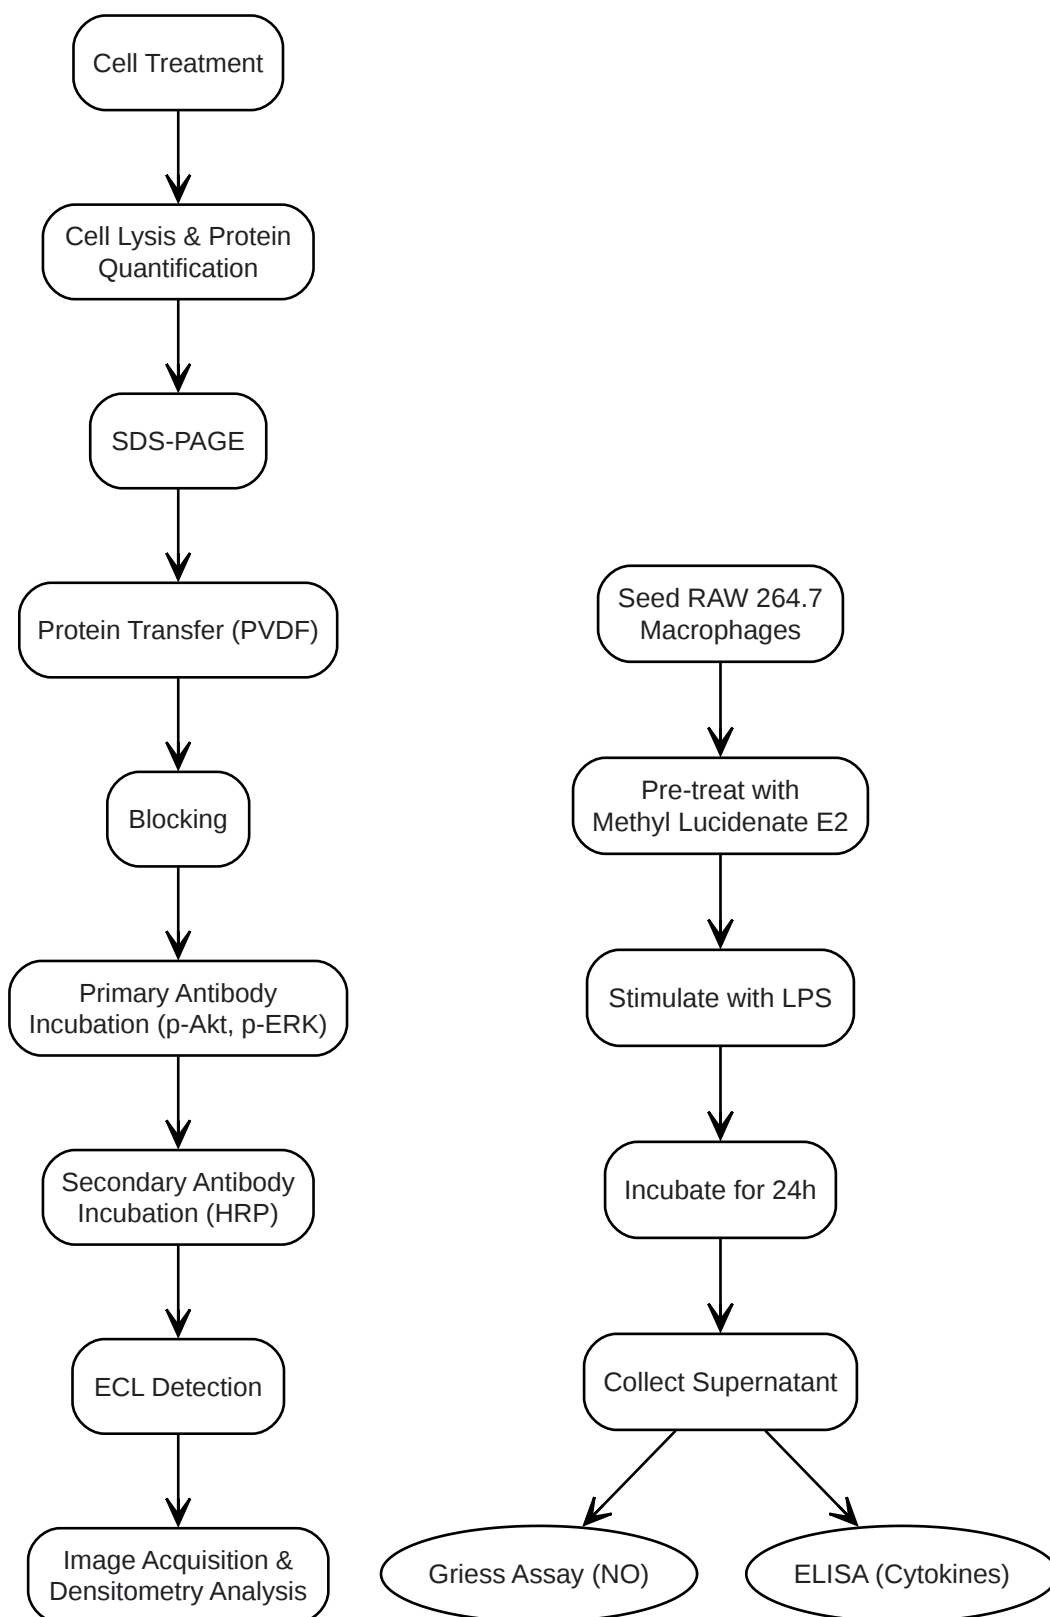 Cell Treatment
Cell Lysis & Protein
Quantification
SDS-PAGE
Protein Transfer (PVDF)
Blocking
Primary Antibody
Incubation (p-Akt, p-ERK)
Secondary Antibody
Incubation (HRP)
ECL Detection
Image Acquisition &
Densitometry Analysis
Seed RAW 264.7
Macrophages
Pre-treat with
Methyl Lucidenate E2
Stimulate with LPS
Incubate for 24h
Collect Supernatant
Griess Assay (NO)
ELISA (Cytokines)